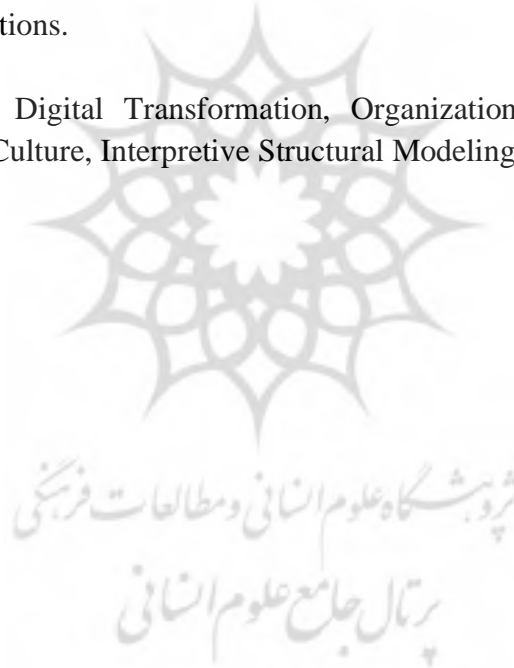 tions.
Digital Transformation, Organization
Culture, Interpretive Structural Modeling
پژوهشگاه علوم انسانی و مطالعات فرهنگی
پرتال جامع علوم انسانی